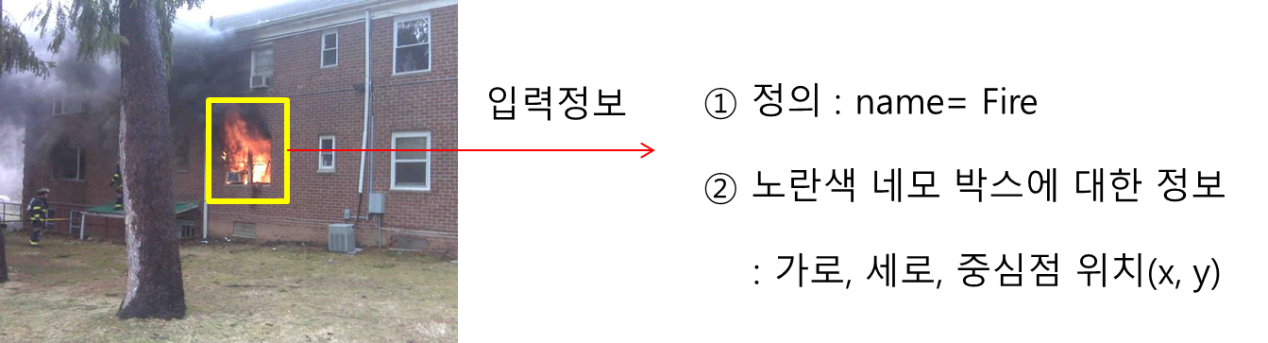 입력정보
① 정의 : name= Fire
② 노란색 네모 박스에 대한 정보
: 가로, 세로, 중심점 위치(x, y)